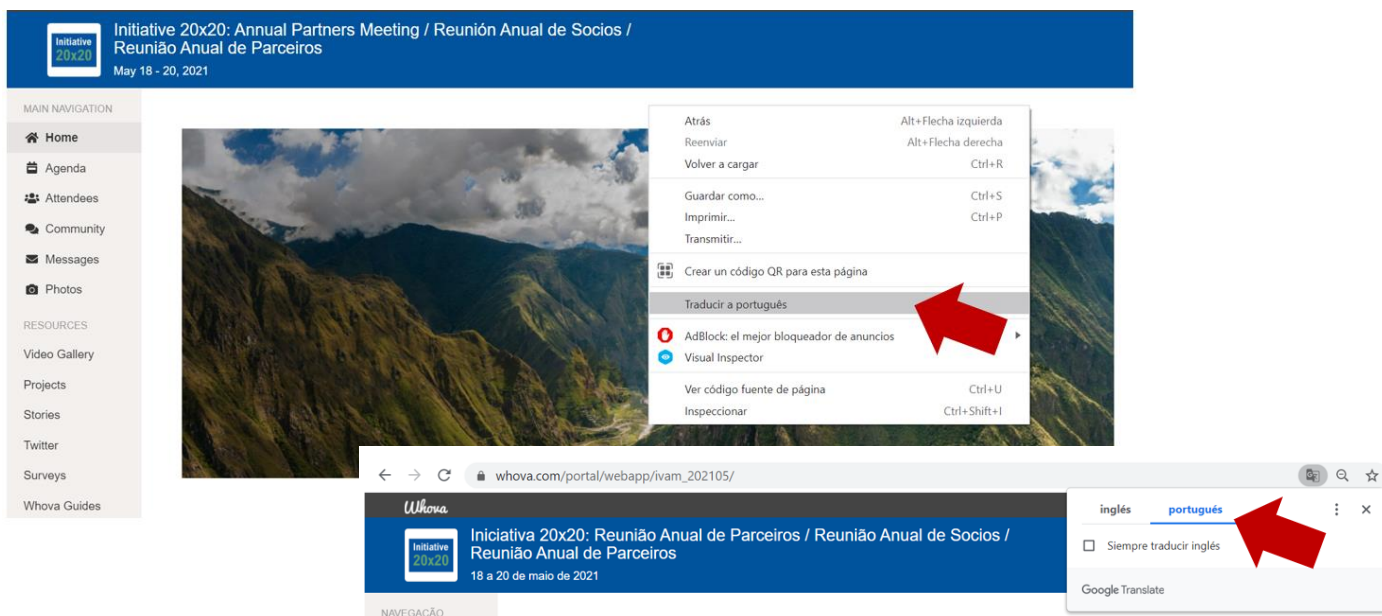 Initiative
20x20
Initiative 20x20: Annual Partners Meeting / Reunión Anual de Socios /
Reunião Anual de Parceiros
May 18 - 20, 2021
MAIN NAVIGATION
Home
Agenda
Attendees
Community
Messages
Photos
RESOURCES
Video Gallery
Projects
Stories
Twitter
Surveys
Whova Guides
Atrás Alt+Flecha izquierda
Reenviar Alt+Flecha derecha
Volver a cargar Ctrl+R
Guardar como... Ctrl+S
Imprimir... Ctrl+P
Transmitir...
Crear un código QR para esta página
Traducir a portugués
AdBlock: el mejor bloqueador de anuncios
Visual Inspector
Ver código fuente de página Ctrl+U
Inspeccionar Ctrl+Shift+I
whova.com/portal/webapp/ivam_202105/
Whova
Initiative
20x20
Iniciativa 20x20: Reunião Anual de Parceiros / Reunião Anual de Socios /
Reunião Anual de Parceiros
18 a 20 de maio de 2021
NAVEGAÇÃO
inglés portugués
Siempre traducir inglés
Google Translate